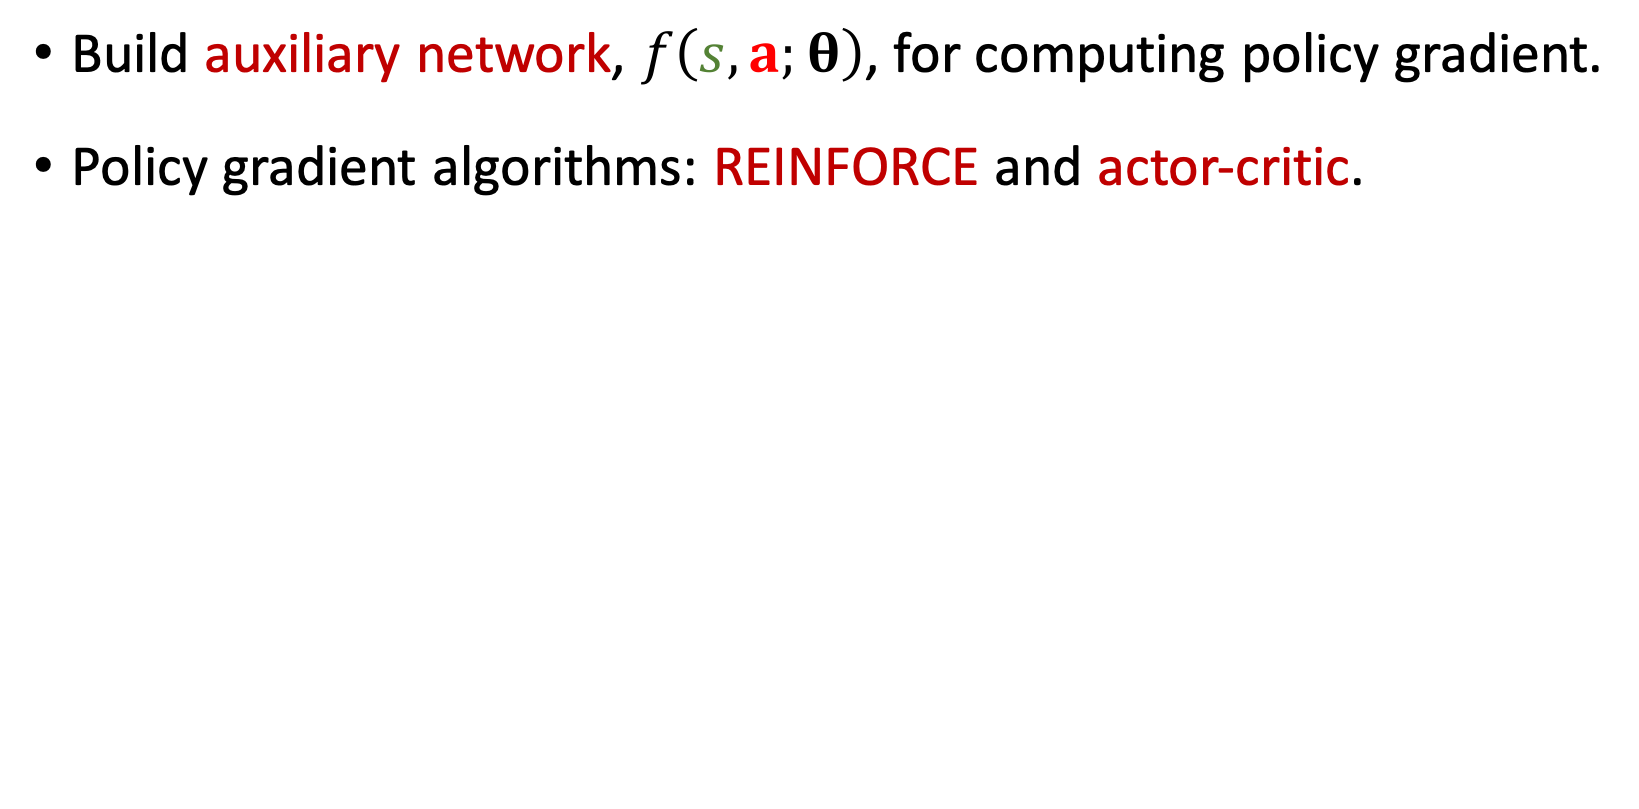 • Build auxiliary network, f(s, a; θ), for computing policy gradient.
• Policy gradient algorithms: REINFORCE and actor-critic.